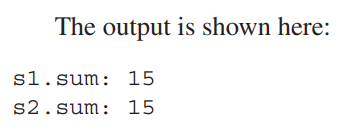 The output is shown here:
s1.sum: 15
s2.sum: 15